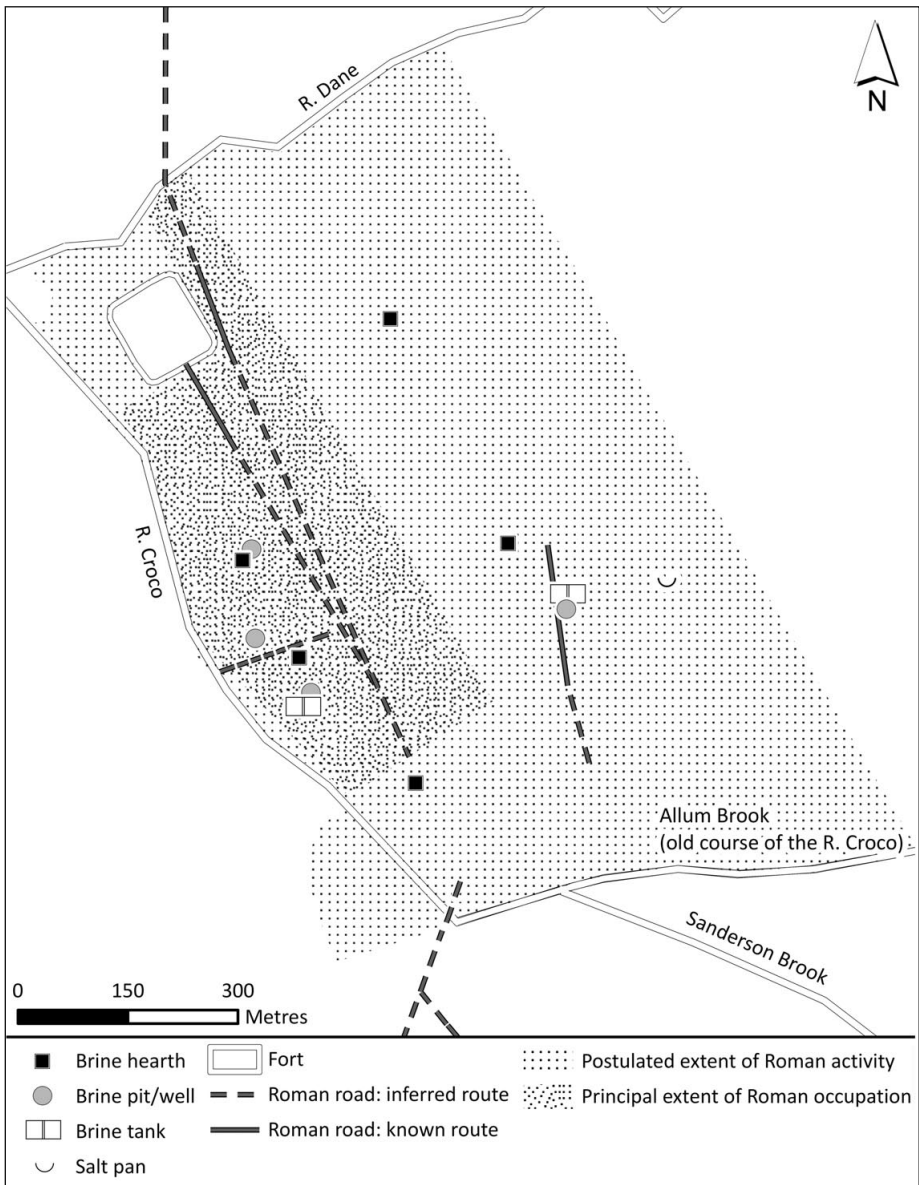 R. Dane
N
R. Croco
Allum Brook
(old course of the R. Croco)
Sanderson Brook
0 150 300
Metres
Brine hearth
Fort
Postulated extent of Roman activity
Brine pit/well
Roman road: inferred route
Principal extent of Roman occupation
Brine tank
Roman road: known route
Salt pan